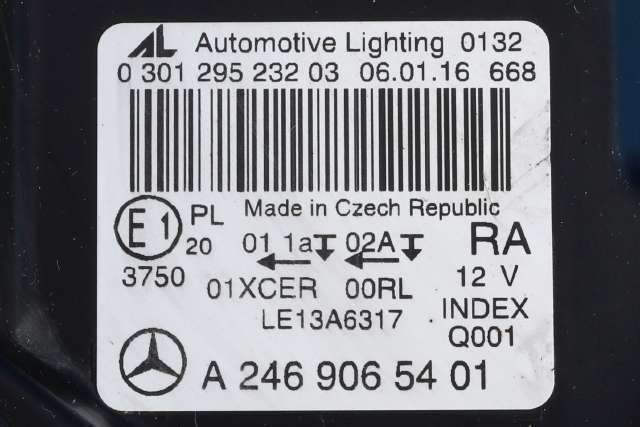 AL Automotive Lighting 0132
0 301 295 232 03 06.01.16 668
Made in Czech Republic
E1 PL 20 01 1a 02A RA
3750 01XCER 00RL 12 V
LE13A6317 INDEX
Q001
A 246 906 54 01